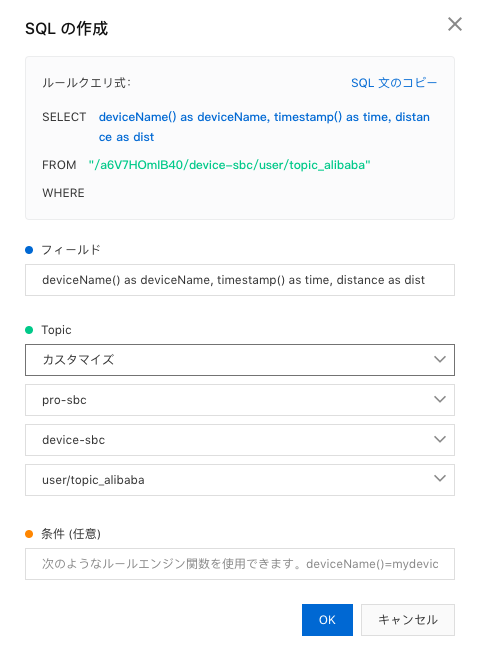 SQL の作成
ルールクエリ式:
SQL 文のコピー
SELECT deviceName() as deviceName, timestamp() as time, distan
ce as dist
FROM "/a6V7HOmIB40/device-sbc/user/topic_alibaba"
WHERE
フィールド
deviceName() as deviceName, timestamp() as time, distance as dist
Topic
カスタマイズ
pro-sbc
device-sbc
user/topic_alibaba
条件 (任意)
次のようなルールエンジン関数を使用できます。deviceName()=mydevic
OK
キャンセル